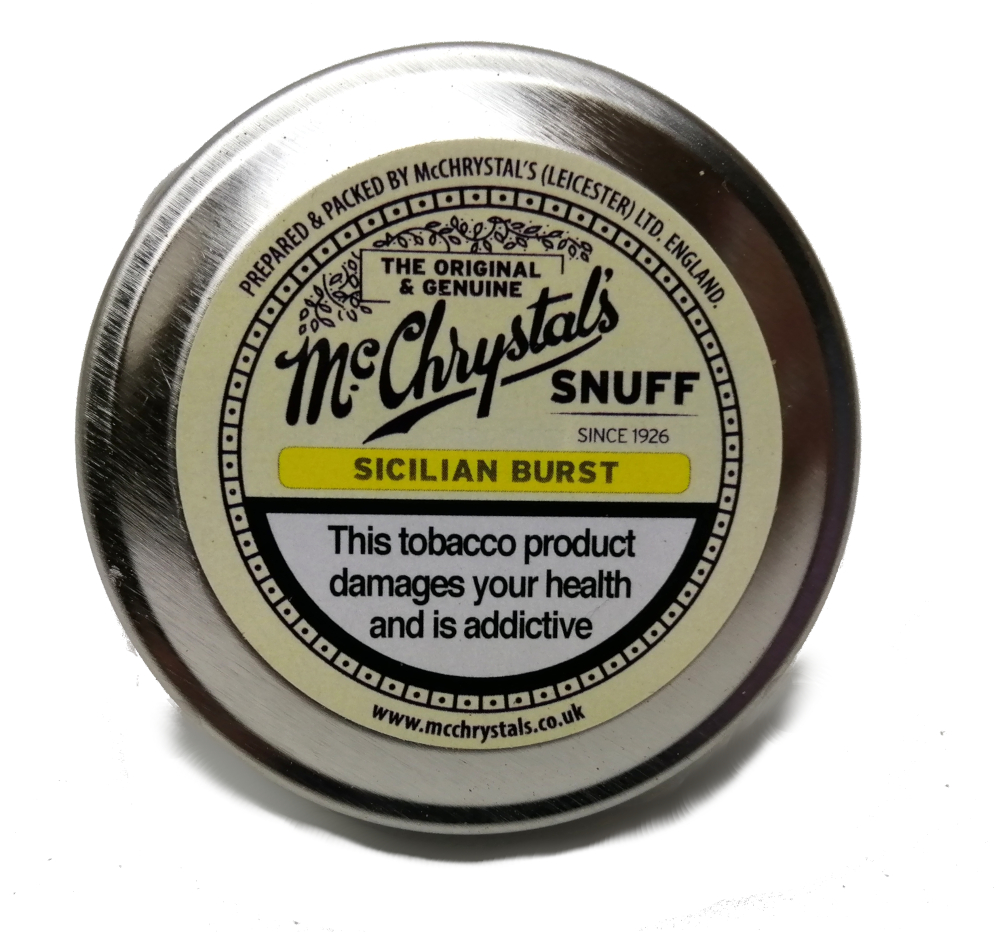 PREPARED & PACKED BY McCHRYSTAL'S (LEICESTER) LTD. ENGLAND.
THE ORIGINAL
& GENUINE
McChrystal's
SNUFF
SINCE 1926
SICILIAN BURST
This tobacco product
damages your health
and is addictive
www.mcchrystals.co.uk